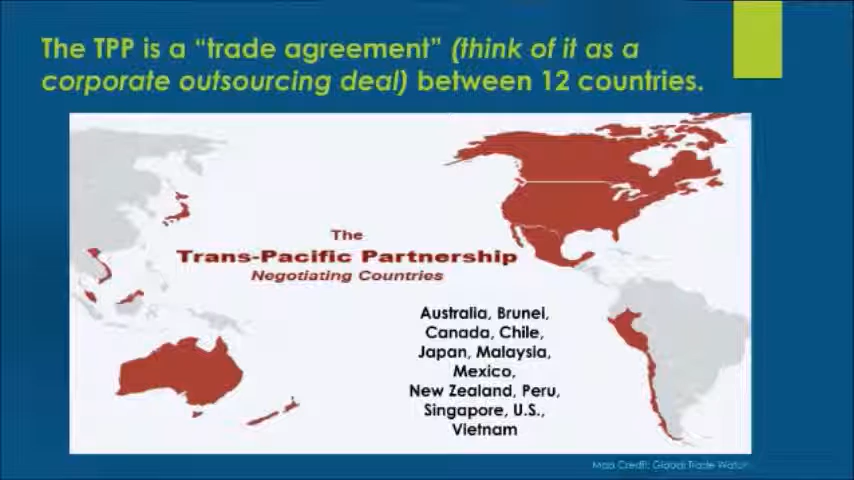 The TPP is a “trade agreement” (think of it as a
corporate outsourcing deal) between 12 countries.
The
Trans-Pacific Partnership
Negotiating Countries
Australia, Brunei,
Canada, Chile,
Japan, Malaysia,
Mexico,
New Zealand, Peru,
Singapore, U.S.,
Vietnam
Map Credit: Global Trade Watch